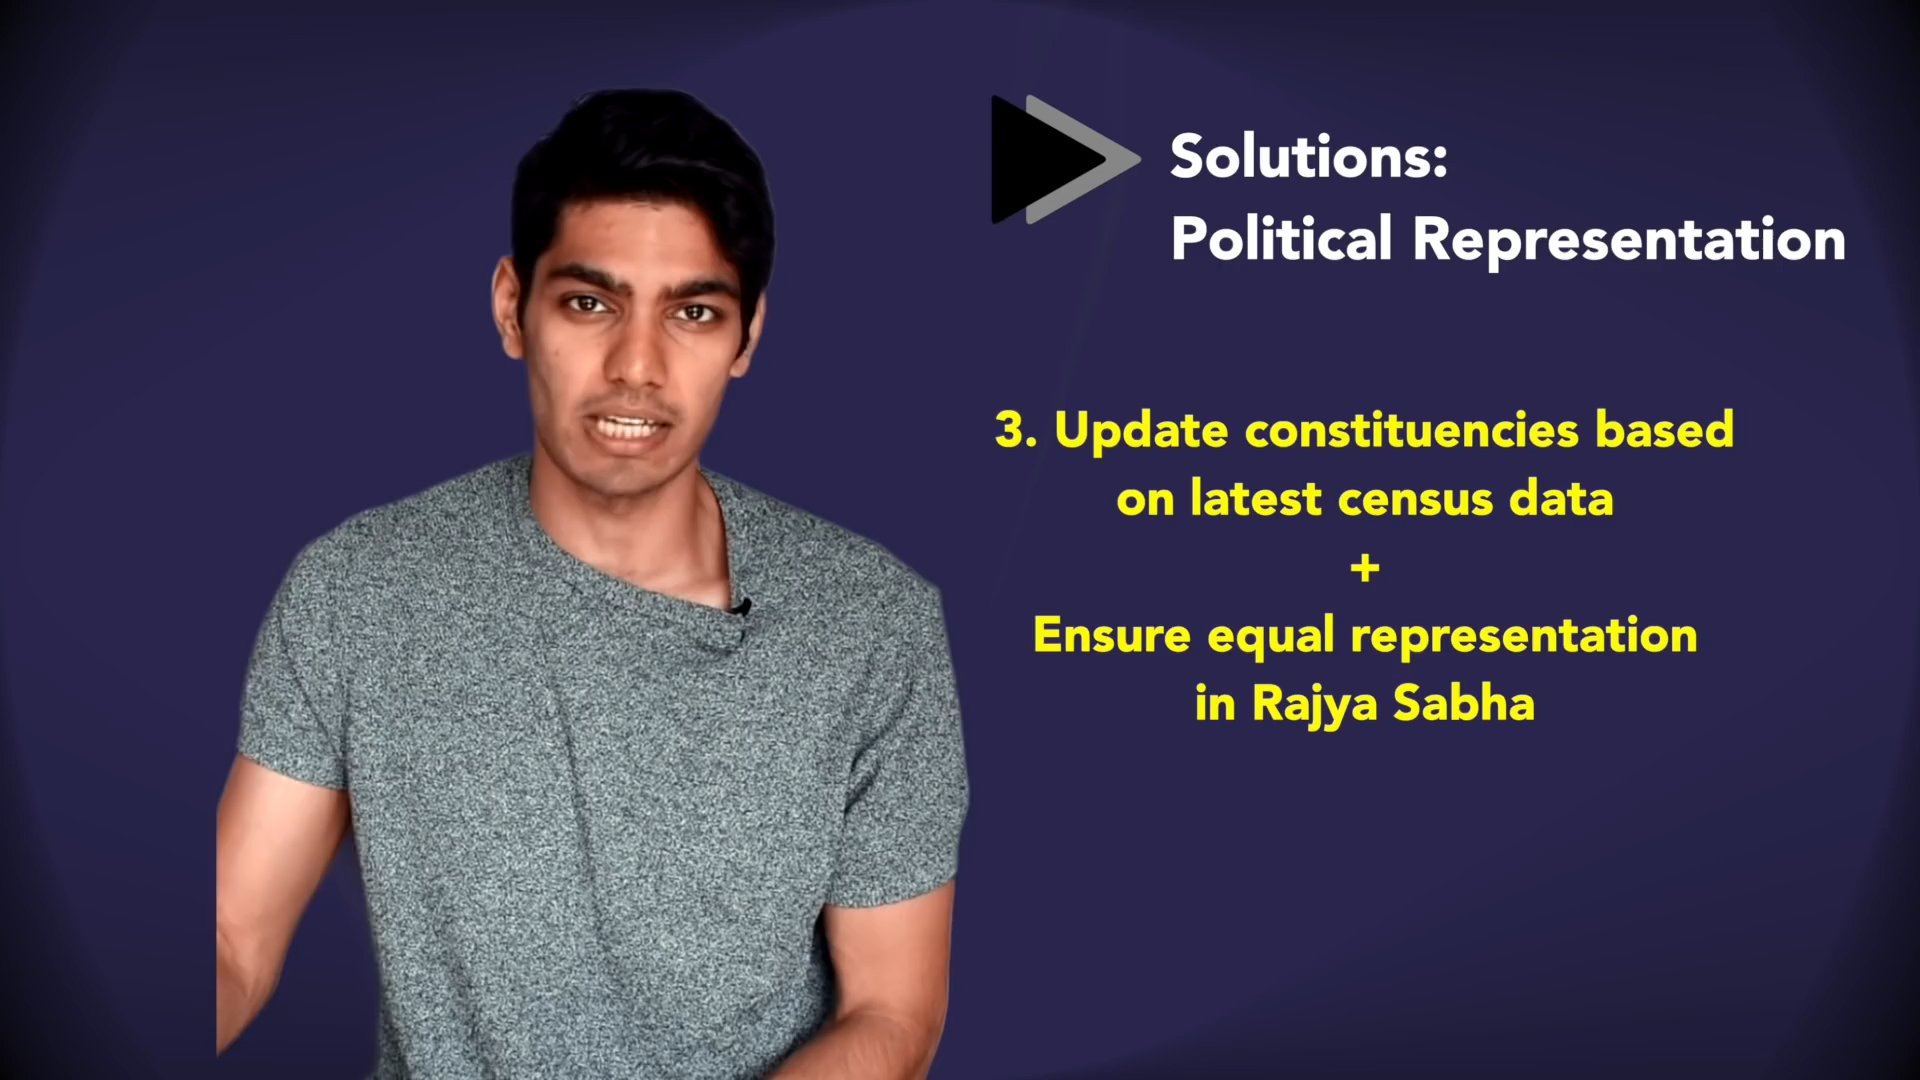 Solutions:
Political Representation
3. Update constituencies based
on latest census data
+
Ensure equal representation
in Rajya Sabha